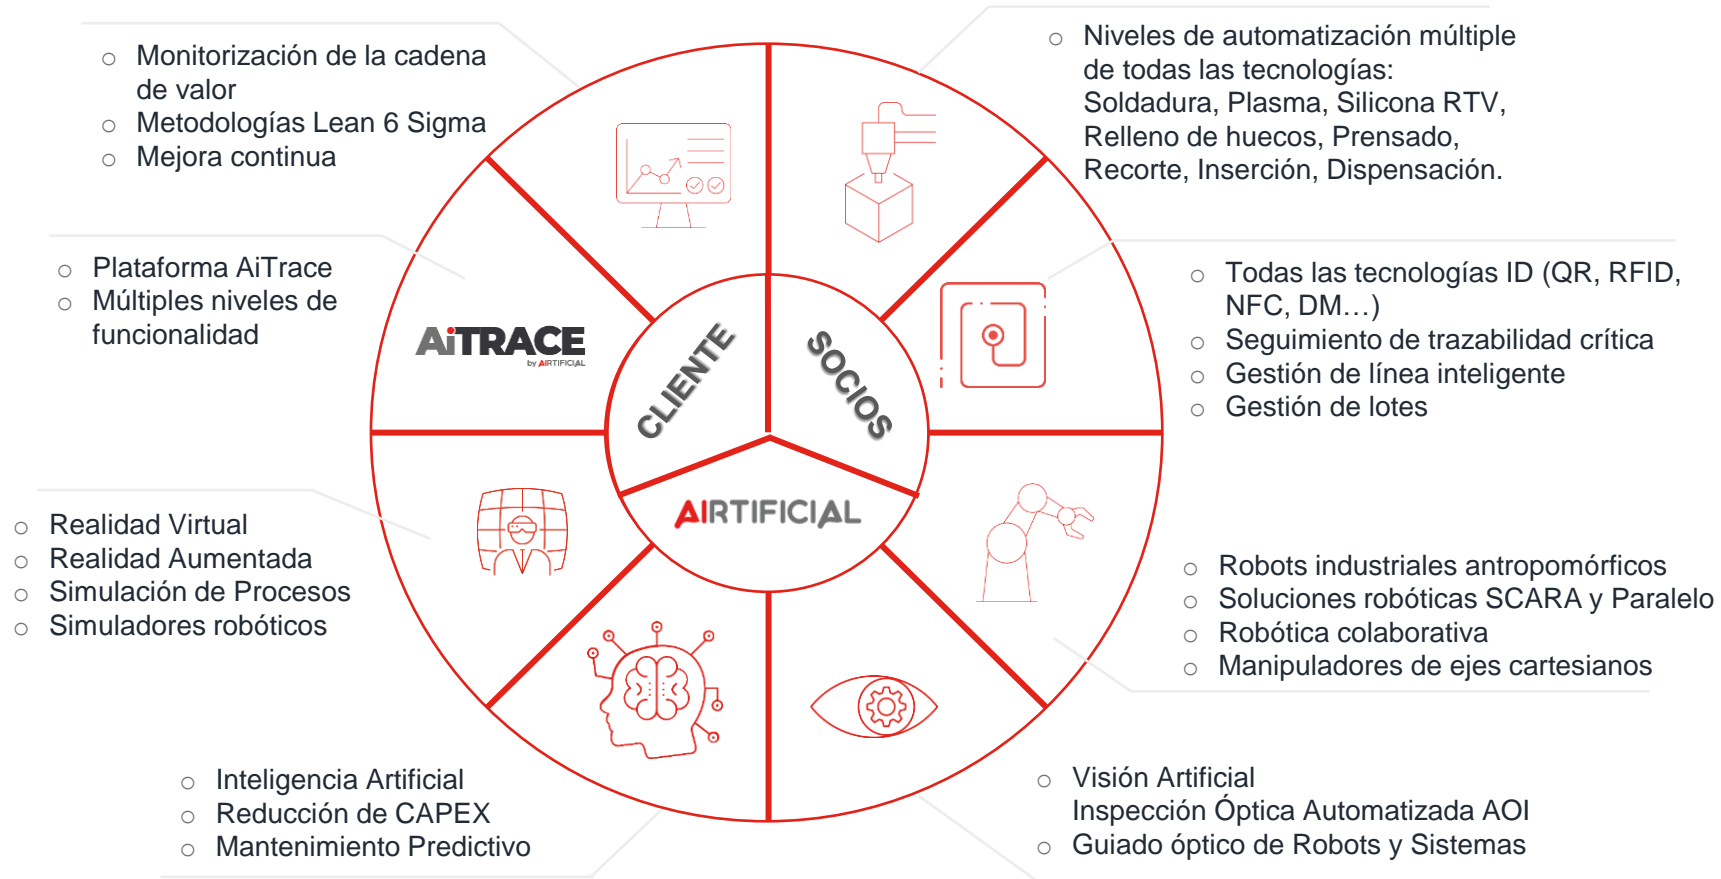 ○ Monitorización de la cadena
de valor
○ Metodologías Lean 6 Sigma
○ Mejora continua
○ Niveles de automatización múltiple
de todas las tecnologías:
Soldadura, Plasma, Silicona RTV,
Relleno de huecos, Prensado,
Recorte, Inserción, Dispensación.
○ Plataforma AiTrace
○ Múltiples niveles de
funcionalidad
○ Todas las tecnologías ID (QR, RFID,
NFC, DM…)
○ Seguimiento de trazabilidad crítica
○ Gestión de línea inteligente
○ Gestión de lotes
AiTRACE
by AIRTIFICIAL
CLIENTE
SOCIOS
AIRTIFICIAL
○ Realidad Virtual
○ Realidad Aumentada
○ Simulación de Procesos
○ Simuladores robóticos
○ Robots industriales antropomórficos
○ Soluciones robóticas SCARA y Paralelo
○ Robótica colaborativa
○ Manipuladores de ejes cartesianos
○ Inteligencia Artificial
○ Reducción de CAPEX
○ Mantenimiento Predictivo
○ Visión Artificial
Inspección Óptica Automatizada AOI
○ Guiado óptico de Robots y Sistemas